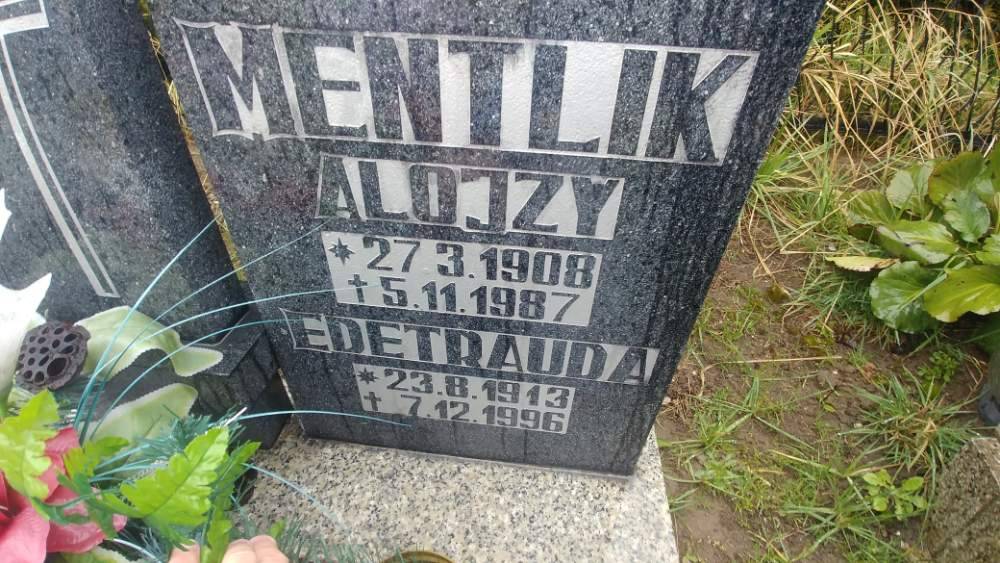 MENTLIK
ALOJZY
* 27 3.1908
† 5.11.1987
EDETRAUDA
* 23.8.1913
† 7.12.1996